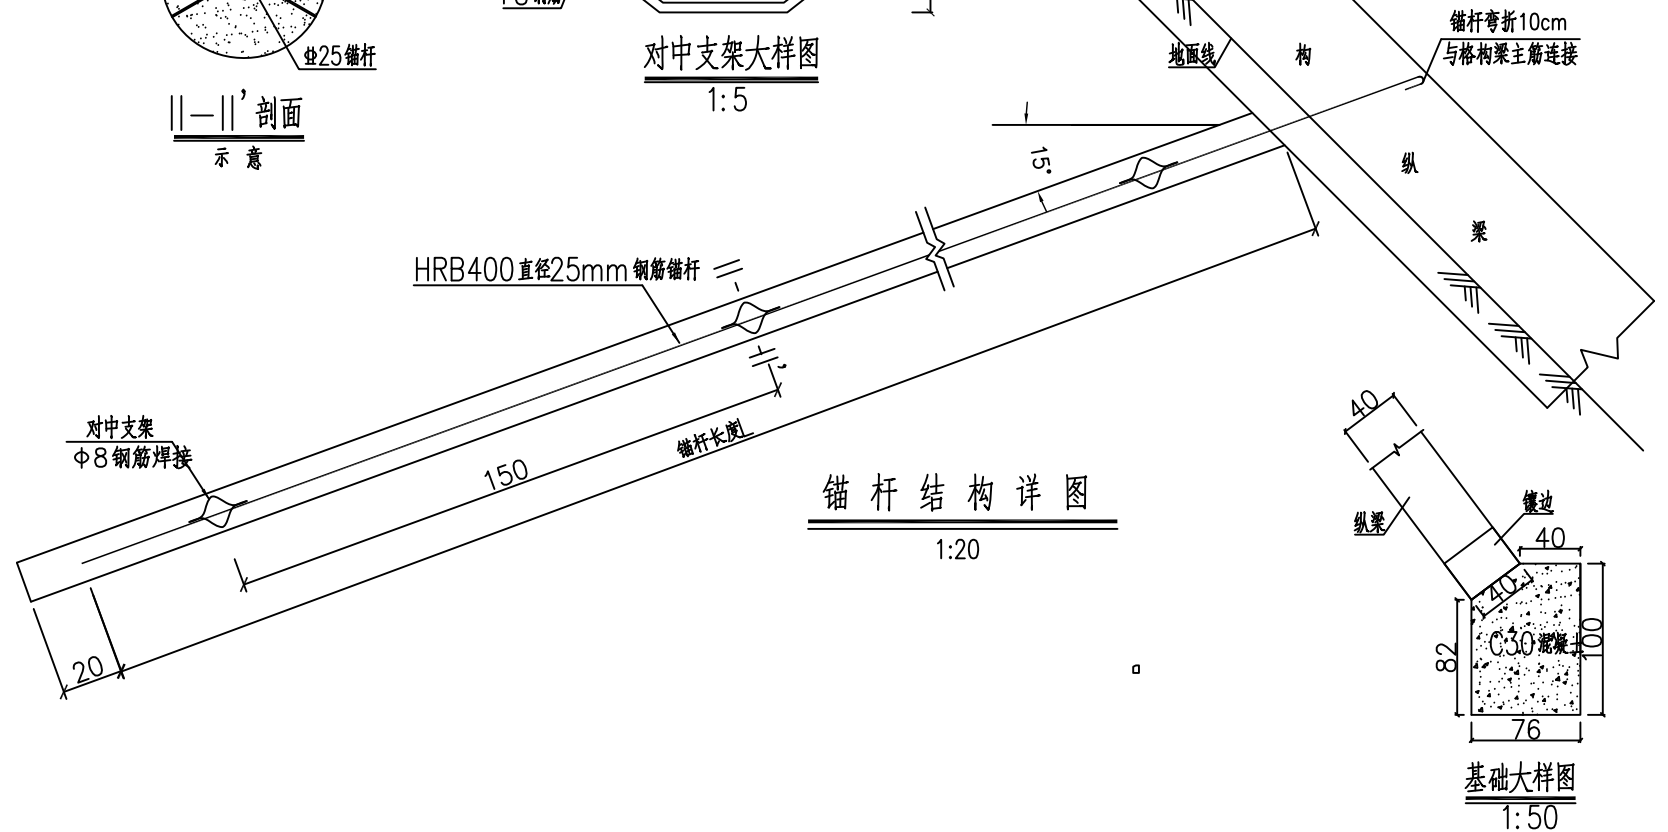 Φ25锚杆
II—II'剖面
示 意
对中支架大样图
1:5
地面线
构
纵
梁
锚杆弯折10cm
与格构梁主筋连接
15°
HRB400直径25mm钢筋锚杆
II
II'
对中支架
Φ8钢筋焊接
150
锚杆长度L
20
锚杆结构详图
1:20
40
纵梁
镶边
40
40
C30混凝土
82
100
76
基础大样图
1:50